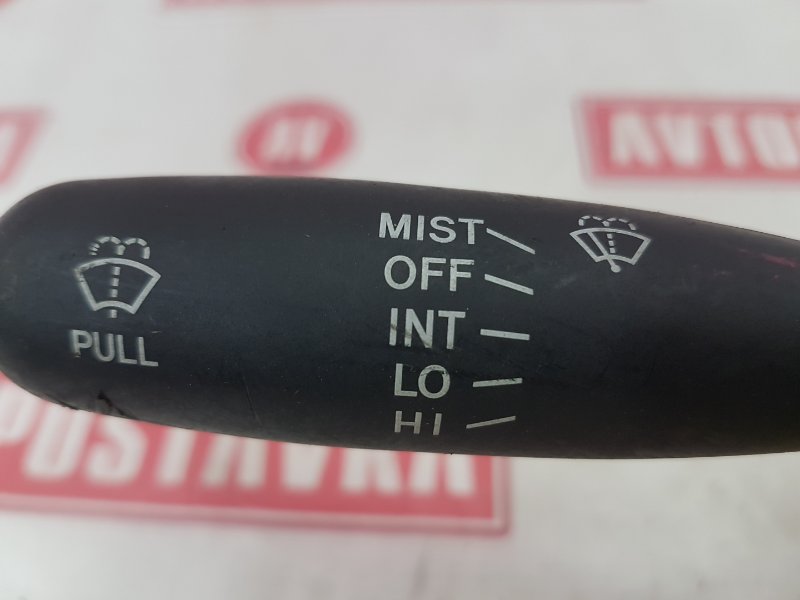 AV
AVTO
MIST
OFF
INT
LO
HI
PULL
POSTAVKA